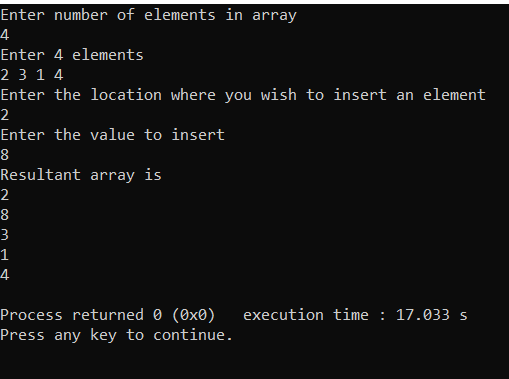 Enter number of elements in array
4
Enter 4 elements
2 3 1 4
Enter the location where you wish to insert an element
2
Enter the value to insert
8
Resultant array is
2
8
3
1
4
Process returned 0 (0x0)   execution time : 17.033 s
Press any key to continue.